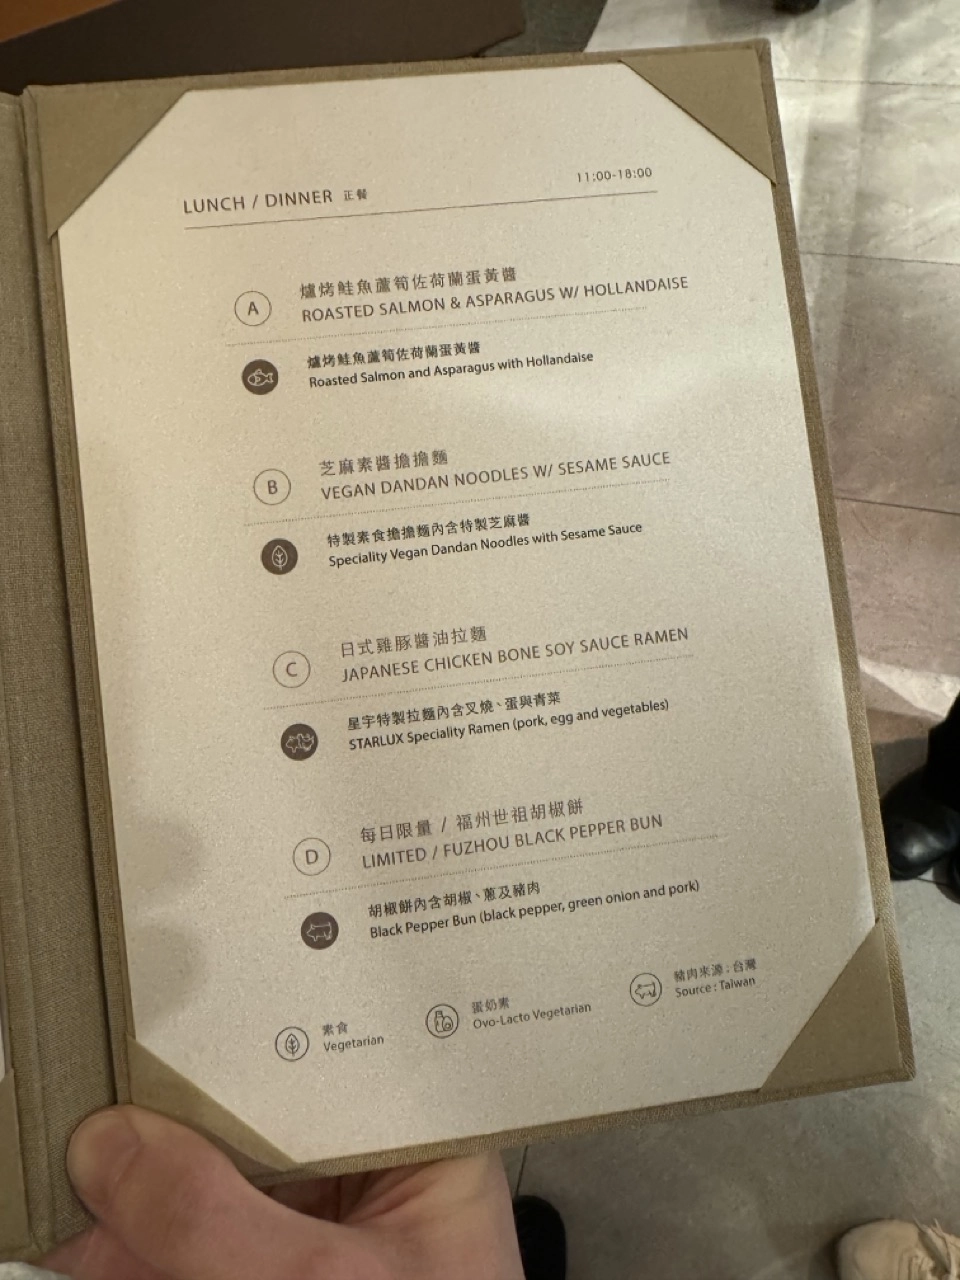 LUNCH / DINNER 正餐
11:00-18:00
A
爐烤鮭魚蘆筍佐荷蘭蛋黃醬
ROASTED SALMON & ASPARAGUS W/ HOLLANDAISE
爐烤鮭魚蘆筍佐荷蘭蛋黃醬
Roasted Salmon and Asparagus with Hollandaise
B
芝麻素醬擔擔麵
VEGAN DANDAN NOODLES W/ SESAME SAUCE
特製素食擔擔麵內含特製芝麻醬
Speciality Vegan Dandan Noodles with Sesame Sauce
C
日式雞豚醬油拉麵
JAPANESE CHICKEN BONE SOY SAUCE RAMEN
星宇特製拉麵內含叉燒、蛋與青菜
STARLUX Speciality Ramen (pork, egg and vegetables)
D
每日限量 / 福州世祖胡椒餅
LIMITED / FUZHOU BLACK PEPPER BUN
胡椒餅內含胡椒、蔥及豬肉
Black Pepper Bun (black pepper, green onion and pork)
素食
Vegetarian
蛋奶素
Ovo-Lacto Vegetarian
豬肉來源：台灣
Source : Taiwan